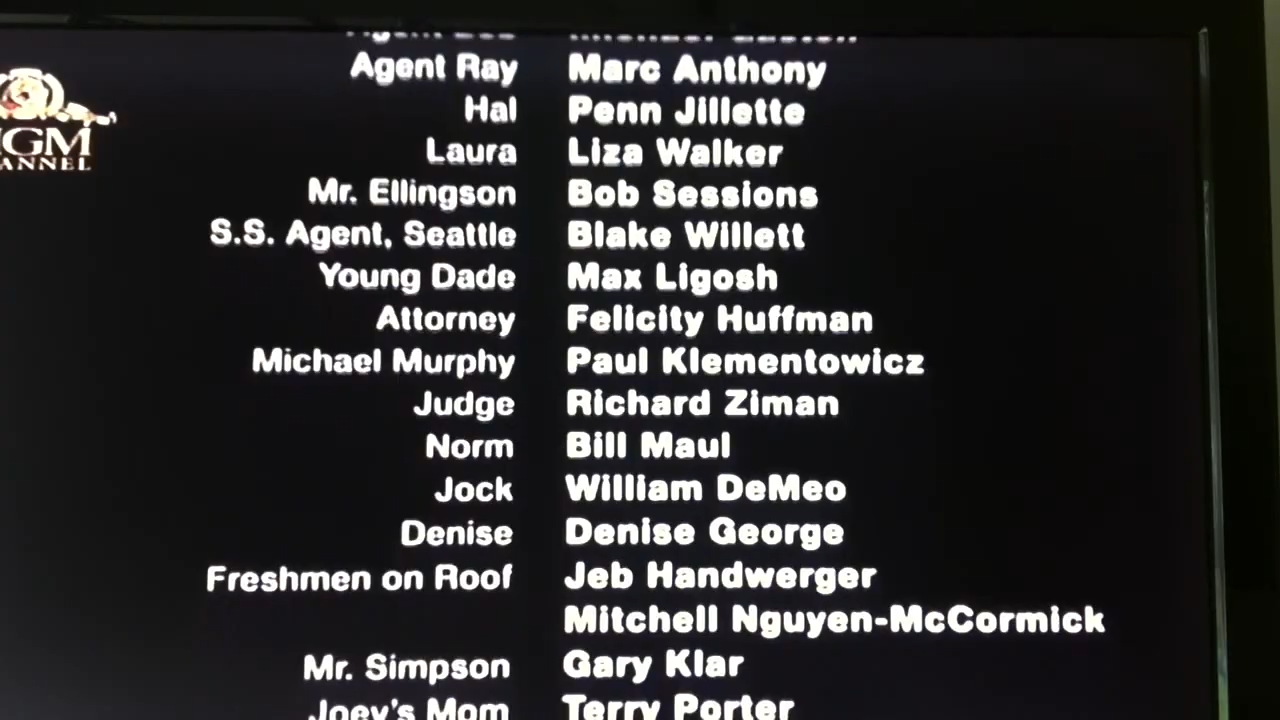 Agent Ray Marc Anthony
Hal Penn Jillette
Laura Liza Walker
Mr. Ellingson Bob Sessions
S.S. Agent, Seattle Blake Willett
Young Dade Max Ligosh
Attorney Felicity Huffman
Michael Murphy Paul Klementowicz
Judge Richard Ziman
Norm Bill Maul
Jock William DeMeo
Denise Denise George
Freshmen on Roof Jeb Handwerger
Mitchell Nguyen-McCormick
Mr. Simpson Gary Klar
Joey's Mom Terry Porter
GM
ANNEL